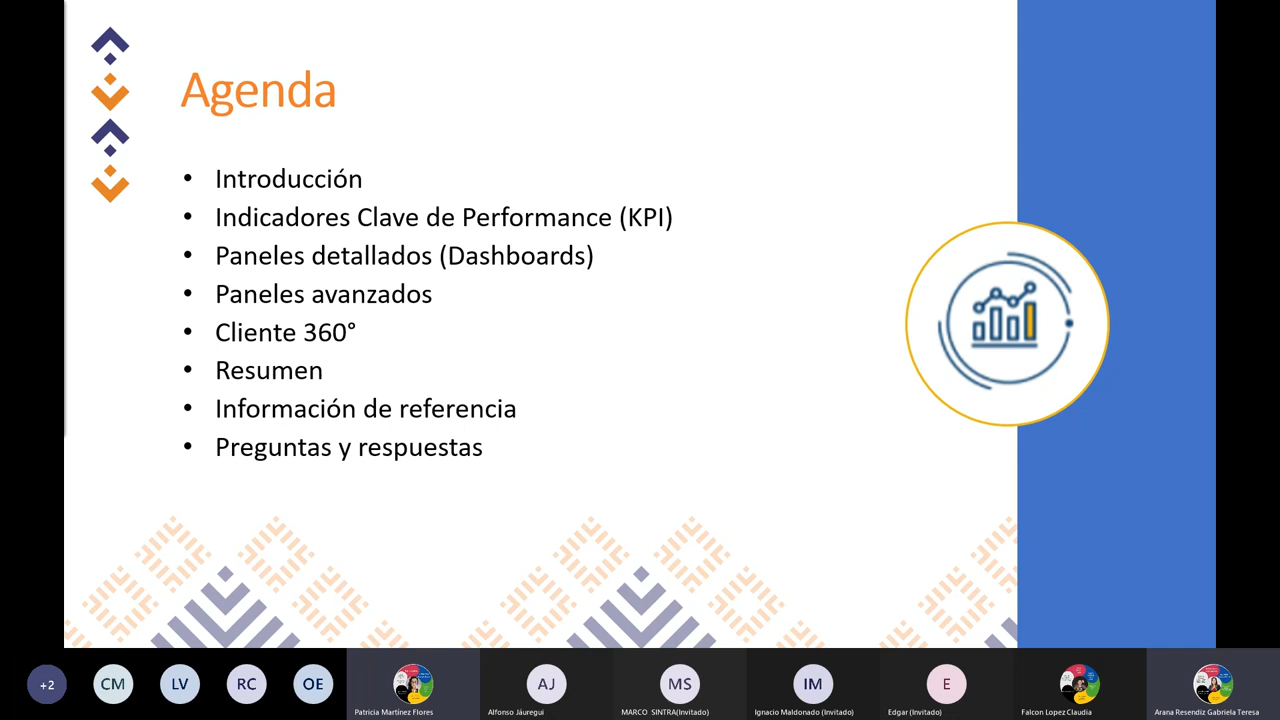 Agenda
• Introducción
• Indicadores Clave de Performance (KPI)
• Paneles detallados (Dashboards)
• Paneles avanzados
• Cliente 360°
• Resumen
• Información de referencia
• Preguntas y respuestas
+2
CM
LV
RC
OE
AJ
MS
IM
E
Patricia Martínez Flores
Alfonso Jáuregui
MARCO SINTRA(Invitado)
Ignacio Maldonado (Invitado)
Edgar (Invitado)
Falcon Lopez Claudia
Arana Resendiz Gabriela Teresa